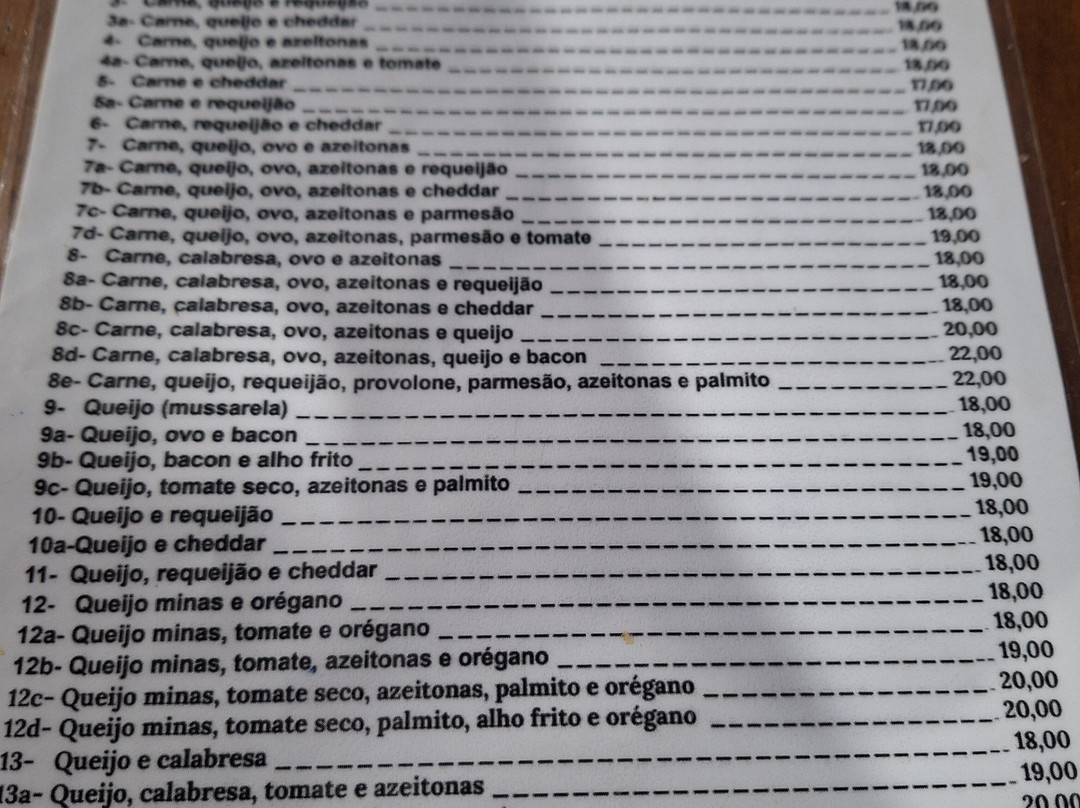 3- Carne, queijo e requeijão 18,00
3a- Carne, queijo e cheddar 18,00
4- Carne, queijo e azeitonas 18,00
4a- Carne, queijo, azeitonas e tomate 18,00
5- Carne e cheddar 17,00
5a- Carne e requeijão 17,00
6- Carne, requeijão e cheddar 17,00
7- Carne, queijo, ovo e azeitonas 18,00
7a- Carne, queijo, ovo, azeitonas e requeijão 18,00
7b- Carne, queijo, ovo, azeitonas e cheddar 18,00
7c- Carne, queijo, ovo, azeitonas e parmesão 18,00
7d- Carne, queijo, ovo, azeitonas, parmesão e tomate 19,00
8- Carne, calabresa, ovo e azeitonas 18,00
8a- Carne, calabresa, ovo, azeitonas e requeijão 18,00
8b- Carne, calabresa, ovo, azeitonas e cheddar 18,00
8c- Carne, calabresa, ovo, azeitonas e queijo 20,00
8d- Carne, calabresa, ovo, azeitonas, queijo e bacon 22,00
8e- Carne, queijo, requeijão, provolone, parmesão, azeitonas e palmito 22,00
9- Queijo (mussarela) 18,00
9a- Queijo, ovo e bacon 18,00
9b- Queijo, bacon e alho frito 19,00
9c- Queijo, tomate seco, azeitonas e palmito 19,00
10- Queijo e requeijão 18,00
10a-Queijo e cheddar 18,00
11- Queijo, requeijão e cheddar 18,00
12- Queijo minas e orégano 18,00
12a- Queijo minas, tomate e orégano 18,00
12b- Queijo minas, tomate, azeitonas e orégano 19,00
12c- Queijo minas, tomate seco, azeitonas, palmito e orégano 20,00
12d- Queijo minas, tomate seco, palmito, alho frito e orégano 20,00
13- Queijo e calabresa 18,00
13a- Queijo, calabresa, tomate e azeitonas 19,00
20,00